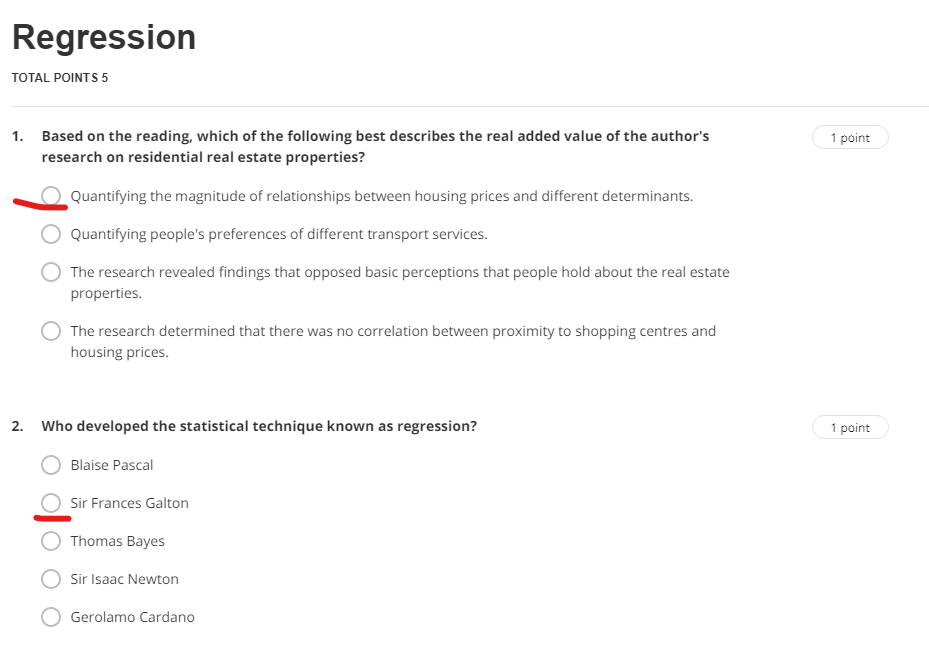 Regression
TOTAL POINTS 5
1. Based on the reading, which of the following best describes the real added value of the author's
research on residential real estate properties?
1 point
Quantifying the magnitude of relationships between housing prices and different determinants.
Quantifying people's preferences of different transport services.
The research revealed findings that opposed basic perceptions that people hold about the real estate
properties.
The research determined that there was no correlation between proximity to shopping centres and
housing prices.
2. Who developed the statistical technique known as regression?
1 point
Blaise Pascal
Sir Frances Galton
Thomas Bayes
Sir Isaac Newton
Gerolamo Cardano